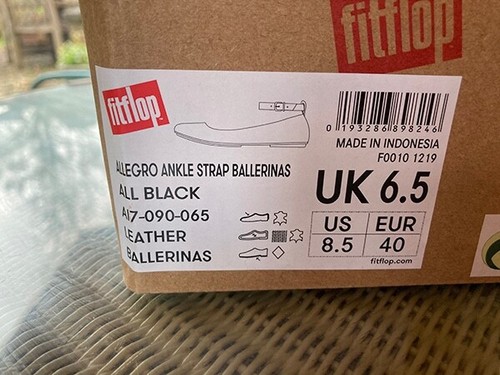 fitflop
fitflop
0 193286 898246
MADE IN INDONESIA
F0010 1219
ALLEGRO ANKLE STRAP BALLERINAS
ALL BLACK
A17-090-065
LEATHER
BALLERINAS
UK 6.5
US EUR
8.5 40
fitflop.com